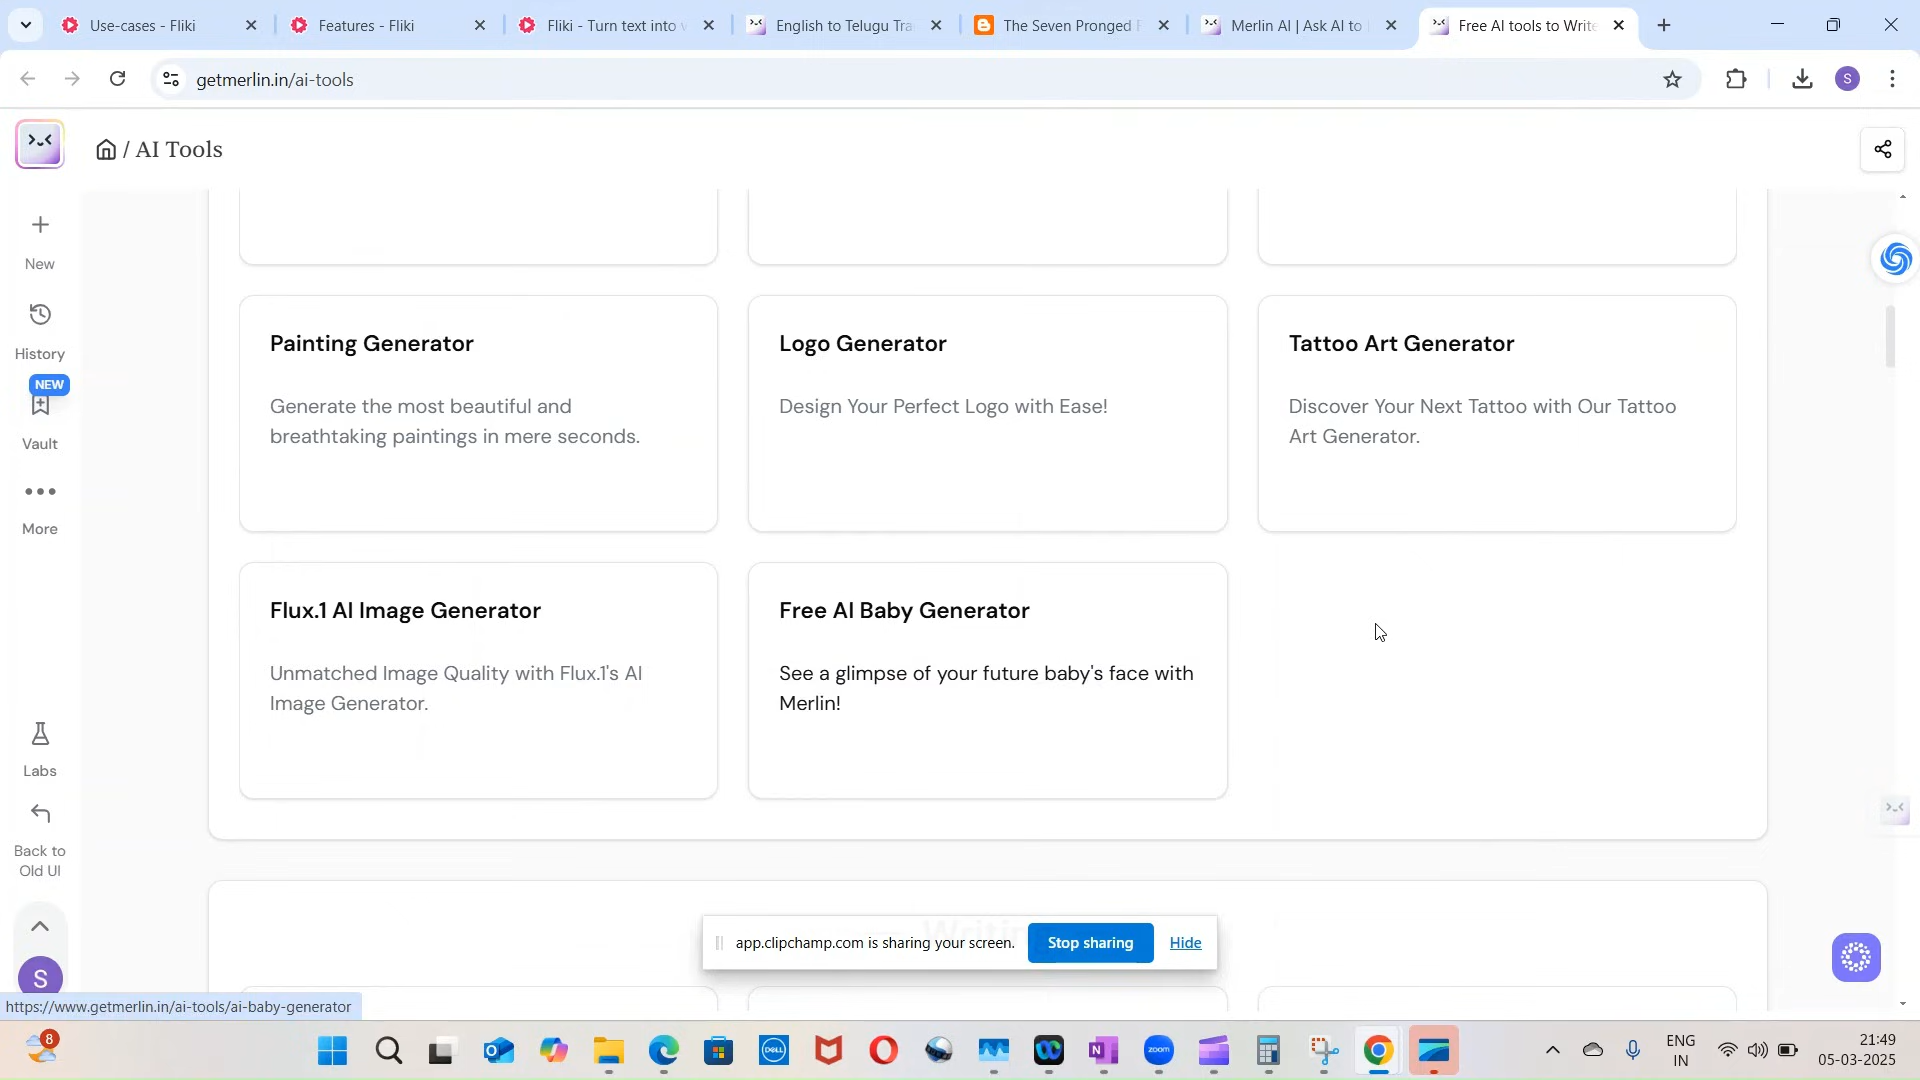 Use-cases - Fliki
Features - Fliki
Fliki - Turn text into
English to Telugu Tra
The Seven Pronged
Merlin AI | Ask AI to
Free AI tools to Write
getmerlin.in/ai-tools
S
/ AI Tools
New
History
NEW
Vault
More
Labs
Back to
Old UI
S
Painting Generator
Generate the most beautiful and
breathtaking paintings in mere seconds.
Logo Generator
Design Your Perfect Logo with Ease!
Tattoo Art Generator
Discover Your Next Tattoo with Our Tattoo
Art Generator.
Flux.1 AI Image Generator
Unmatched Image Quality with Flux.1's AI
Image Generator.
Free AI Baby Generator
See a glimpse of your future baby's face with
Merlin!
app.clipchamp.com is sharing your screen.
Stop sharing
Hide
https://www.getmerlin.in/ai-tools/ai-baby-generator
8
DELL
zoom
ENG
IN
21:49
05-03-2025